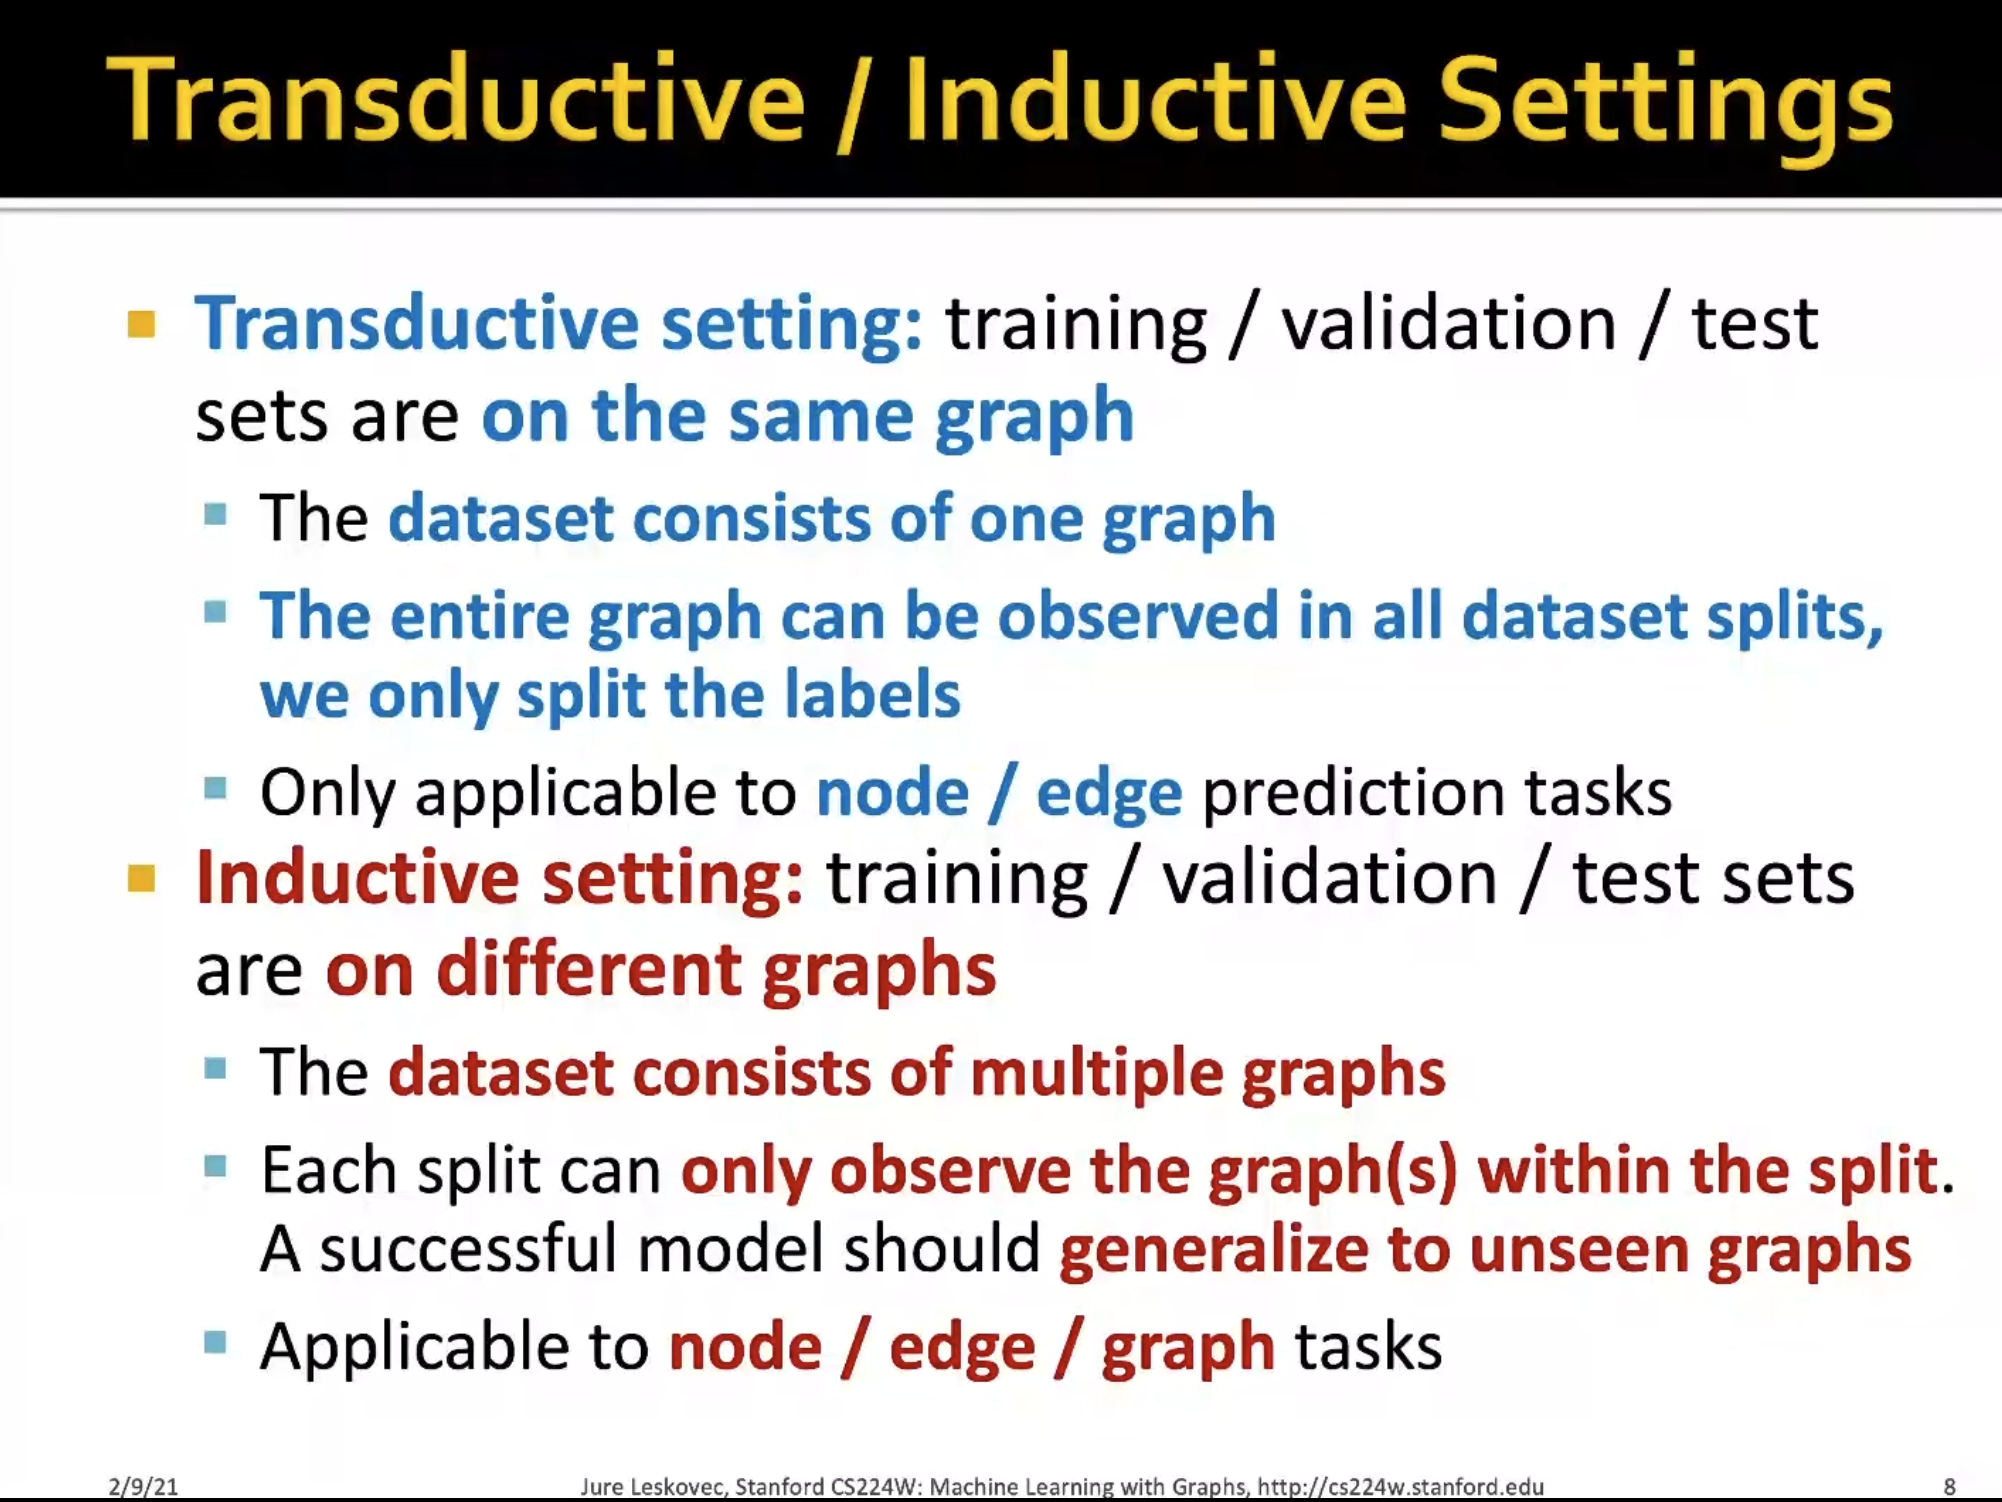 Transductive / Inductive Settings
Transductive setting: training / validation / test
sets are on the same graph
The dataset consists of one graph
The entire graph can be observed in all dataset splits,
we only split the labels
Only applicable to node / edge prediction tasks
Inductive setting: training / validation / test sets
are on different graphs
The dataset consists of multiple graphs
Each split can only observe the graph(s) within the split.
A successful model should generalize to unseen graphs
Applicable to node / edge / graph tasks
2/9/21
Jure Leskovec, Stanford CS224W: Machine Learning with Graphs, http://cs224w.stanford.edu
8